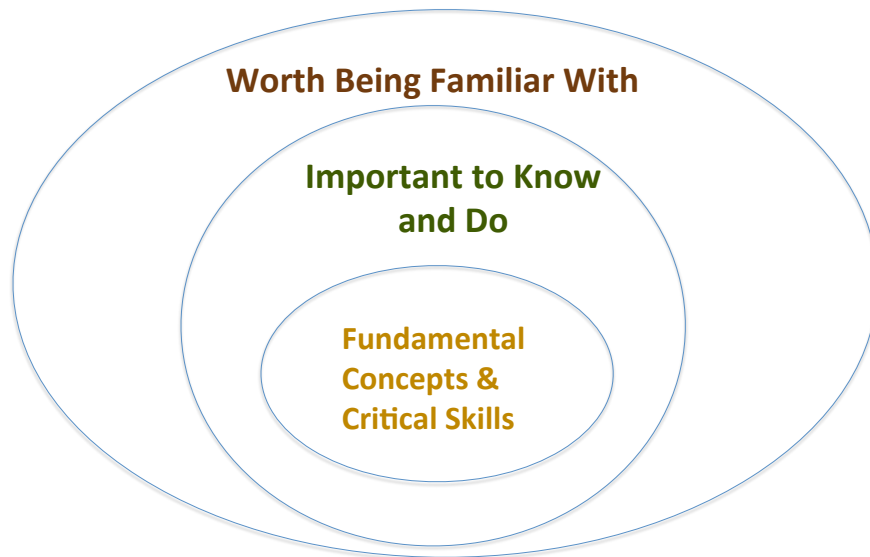 Worth Being Familiar With
Important to Know
and Do
Fundamental
Concepts &
Critical Skills